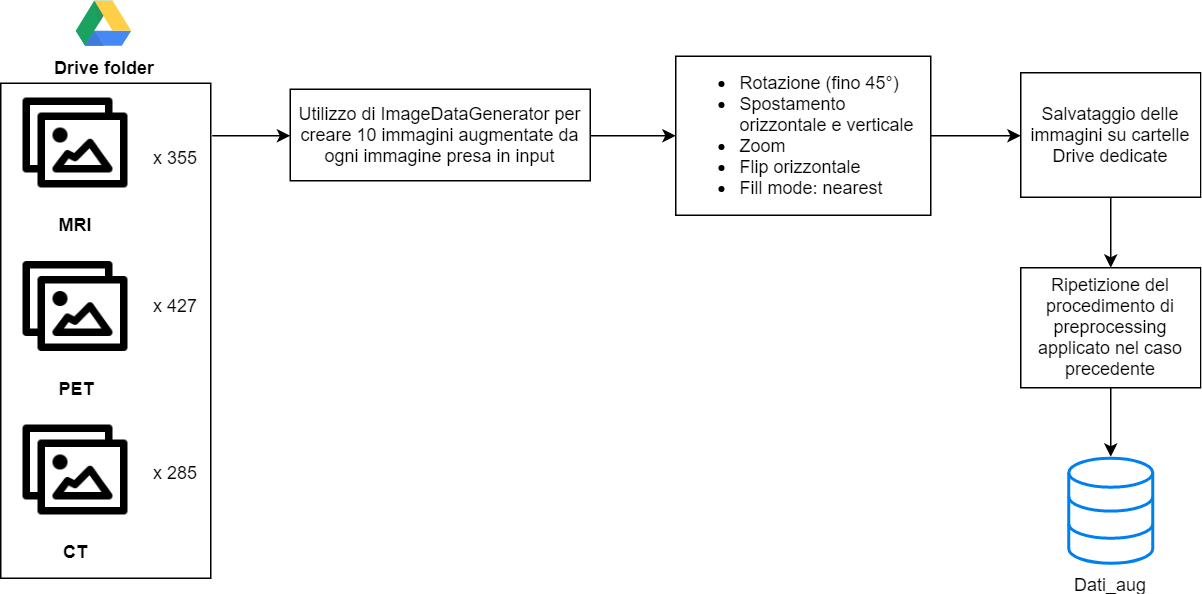 Drive folder
x 355
MRI
x 427
PET
x 285
CT
Utilizzo di ImageDataGenerator per
creare 10 immagini augmentate da
ogni immagine presa in input
• Rotazione (fino 45°)
• Spostamento
orizzontale e verticale
• Zoom
• Flip orizzontale
• Fill mode: nearest
Salvataggio delle
immagini su cartelle
Drive dedicate
Ripetizione del
procedimento di
preprocessing
applicato nel caso
precedente
Dati_aug